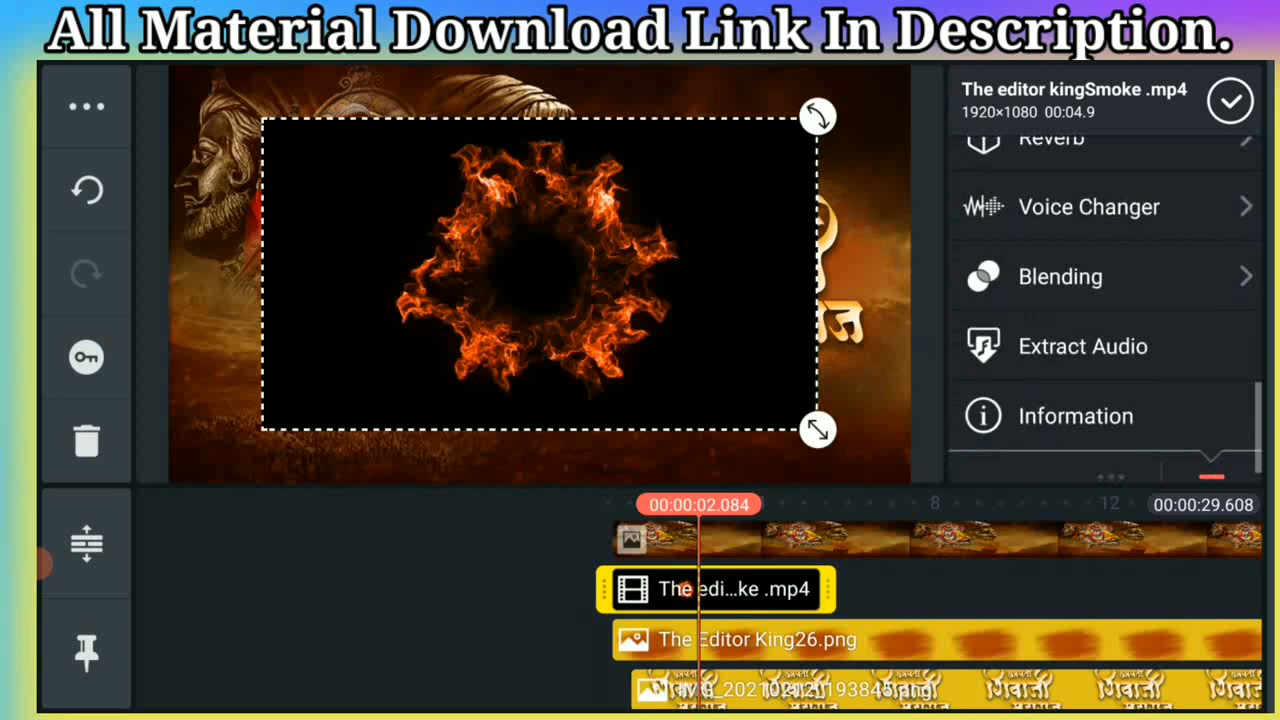 All Material Download Link In Description.
The editor kingSmoke .mp4
1920×1080 00:04.9
Reverb
Voice Changer
Blending
Extract Audio
Information
00:00:02.084
8
12
00:00:29.608
The edi...ke .mp4
The Editor King26.png
शिवाजी